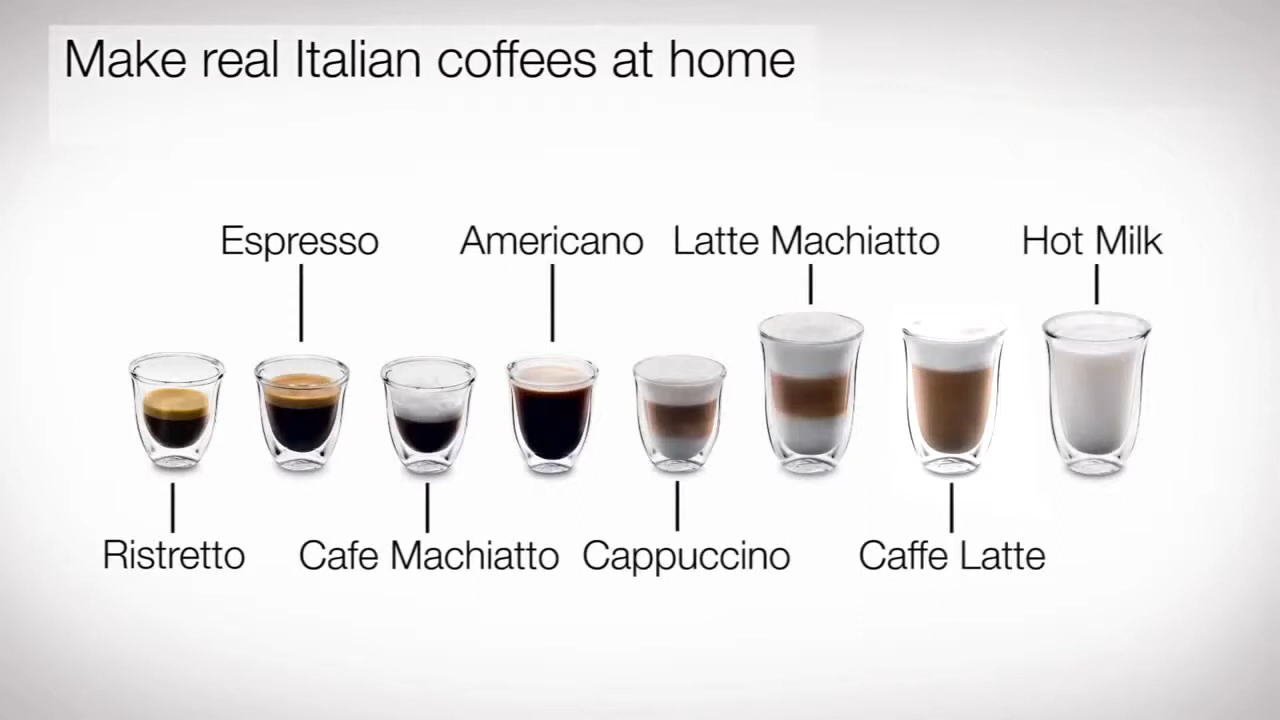 Make real Italian coffees at home
Espresso
Americano
Latte Machiatto
Hot Milk
Ristretto
Cafe Machiatto
Cappuccino
Caffe Latte